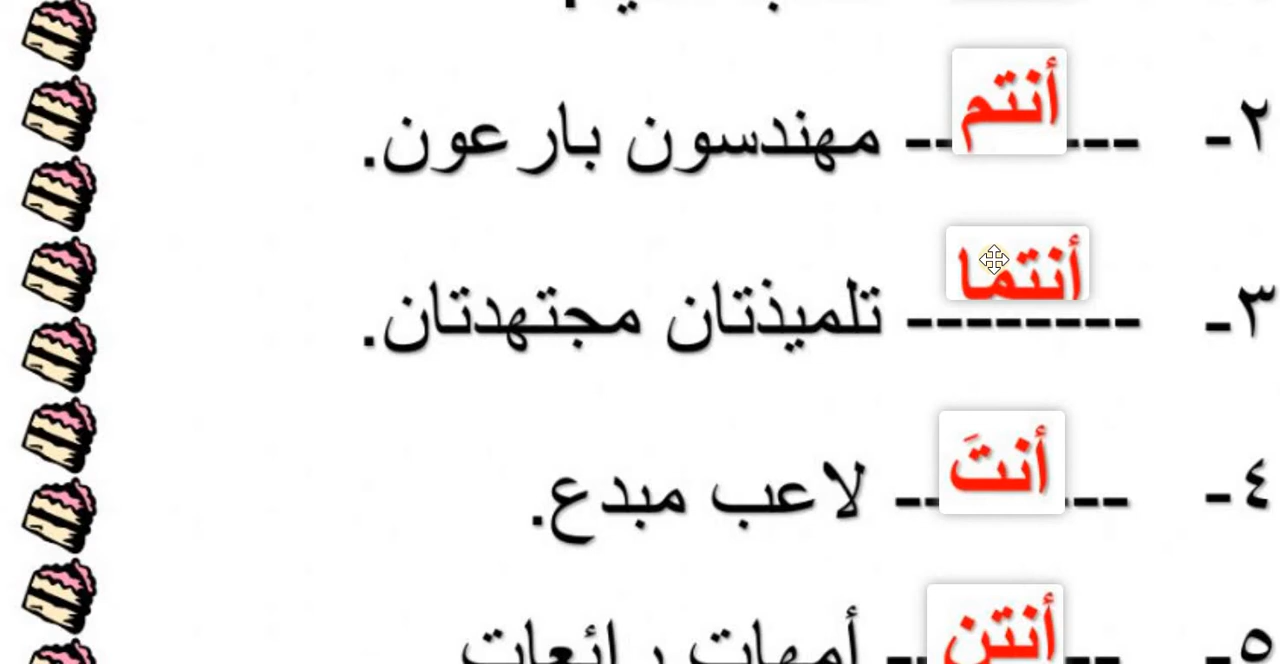 ٢- أنتم مهندسون بارعون.
٣- أنتما تلميذتان مجتهدتان.
٤- أنتَ لاعب مبدع.
٥- أنتن أمهات رائعات